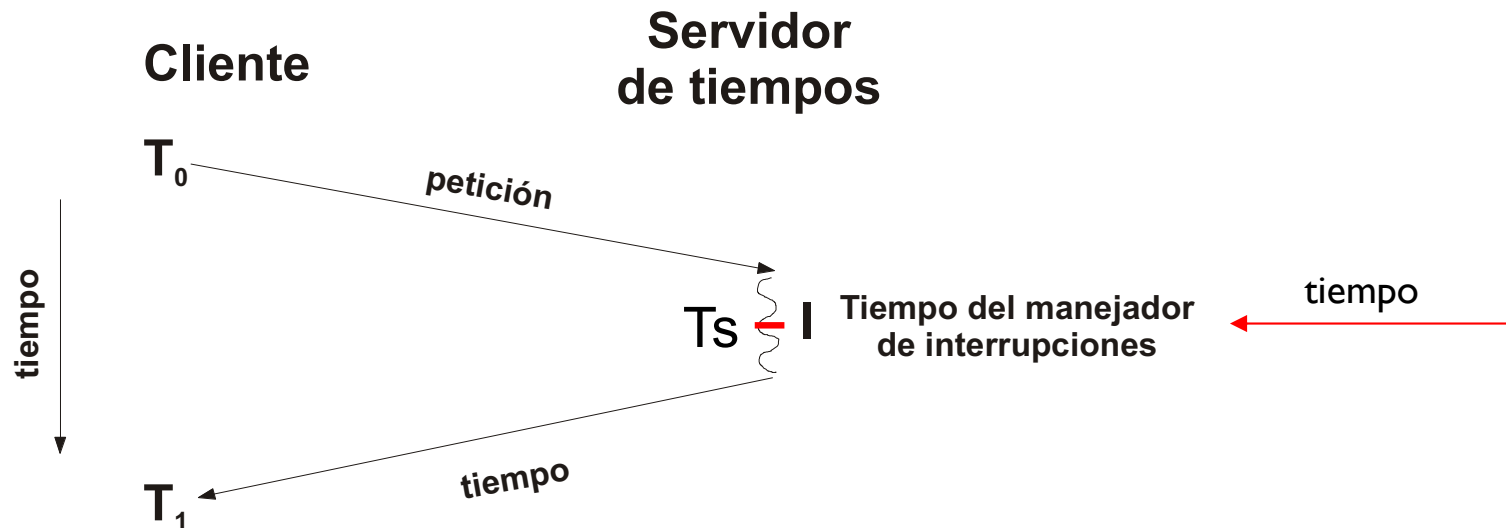 Cliente
Servidor
de tiempos
T0
petición
tiempo
Ts
I
Tiempo del manejador
de interrupciones
tiempo
tiempo
T1